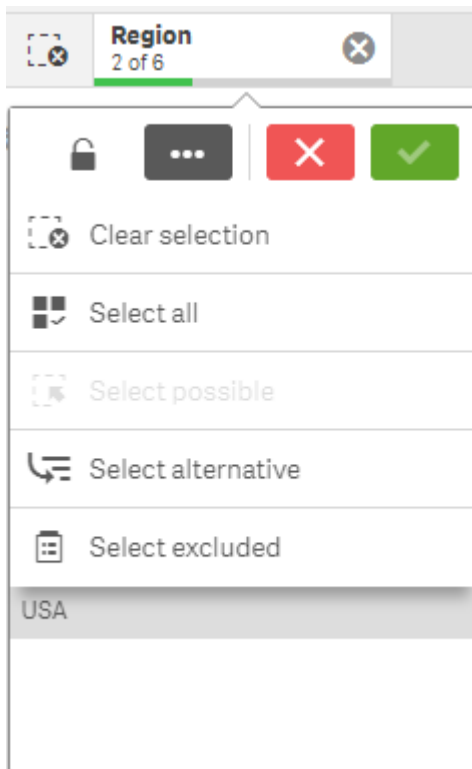 Region
2 of 6
Clear selection
Select all
Select possible
Select alternative
Select excluded
USA